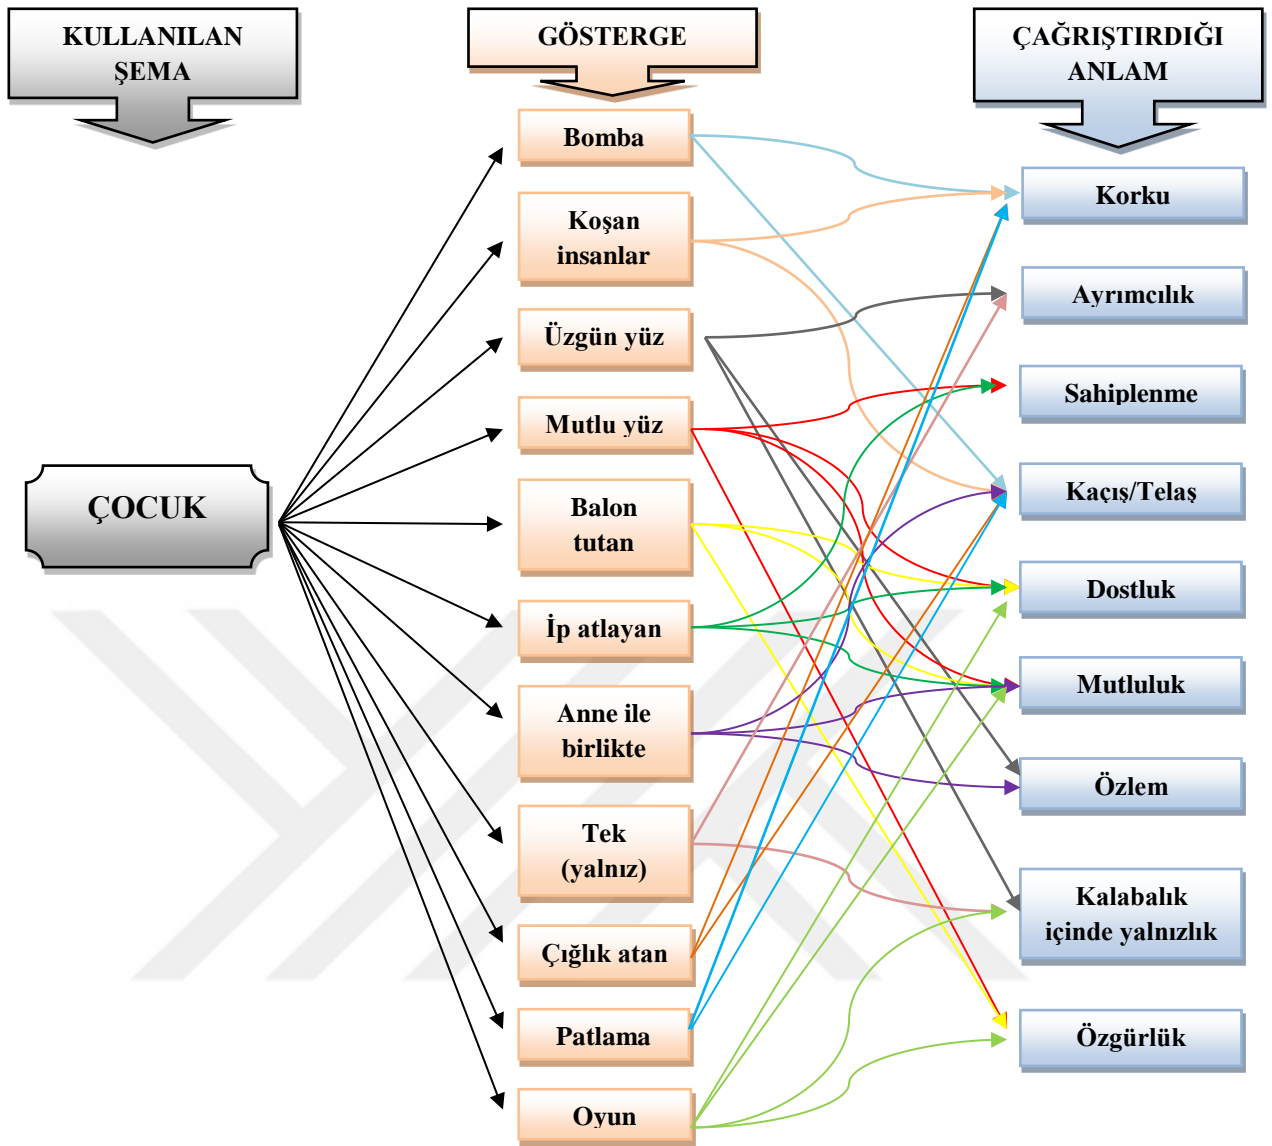 KULLANILAN
ŞEMA
GÖSTERGE
ÇAĞRIŞTIRDIĞI
ANLAM
ÇOCUK
Bomba
Koşan
insanlar
Üzgün yüz
Mutlu yüz
Balon
tutan
İp atlayan
Anne ile
birlikte
Tek
(yalnız)
Çığlık atan
Patlama
Oyun
Korku
Ayrımcılık
Sahiplenme
Kaçış/Telaş
Dostluk
Mutluluk
Özlem
Kalabalık
içinde yalnızlık
Özgürlük